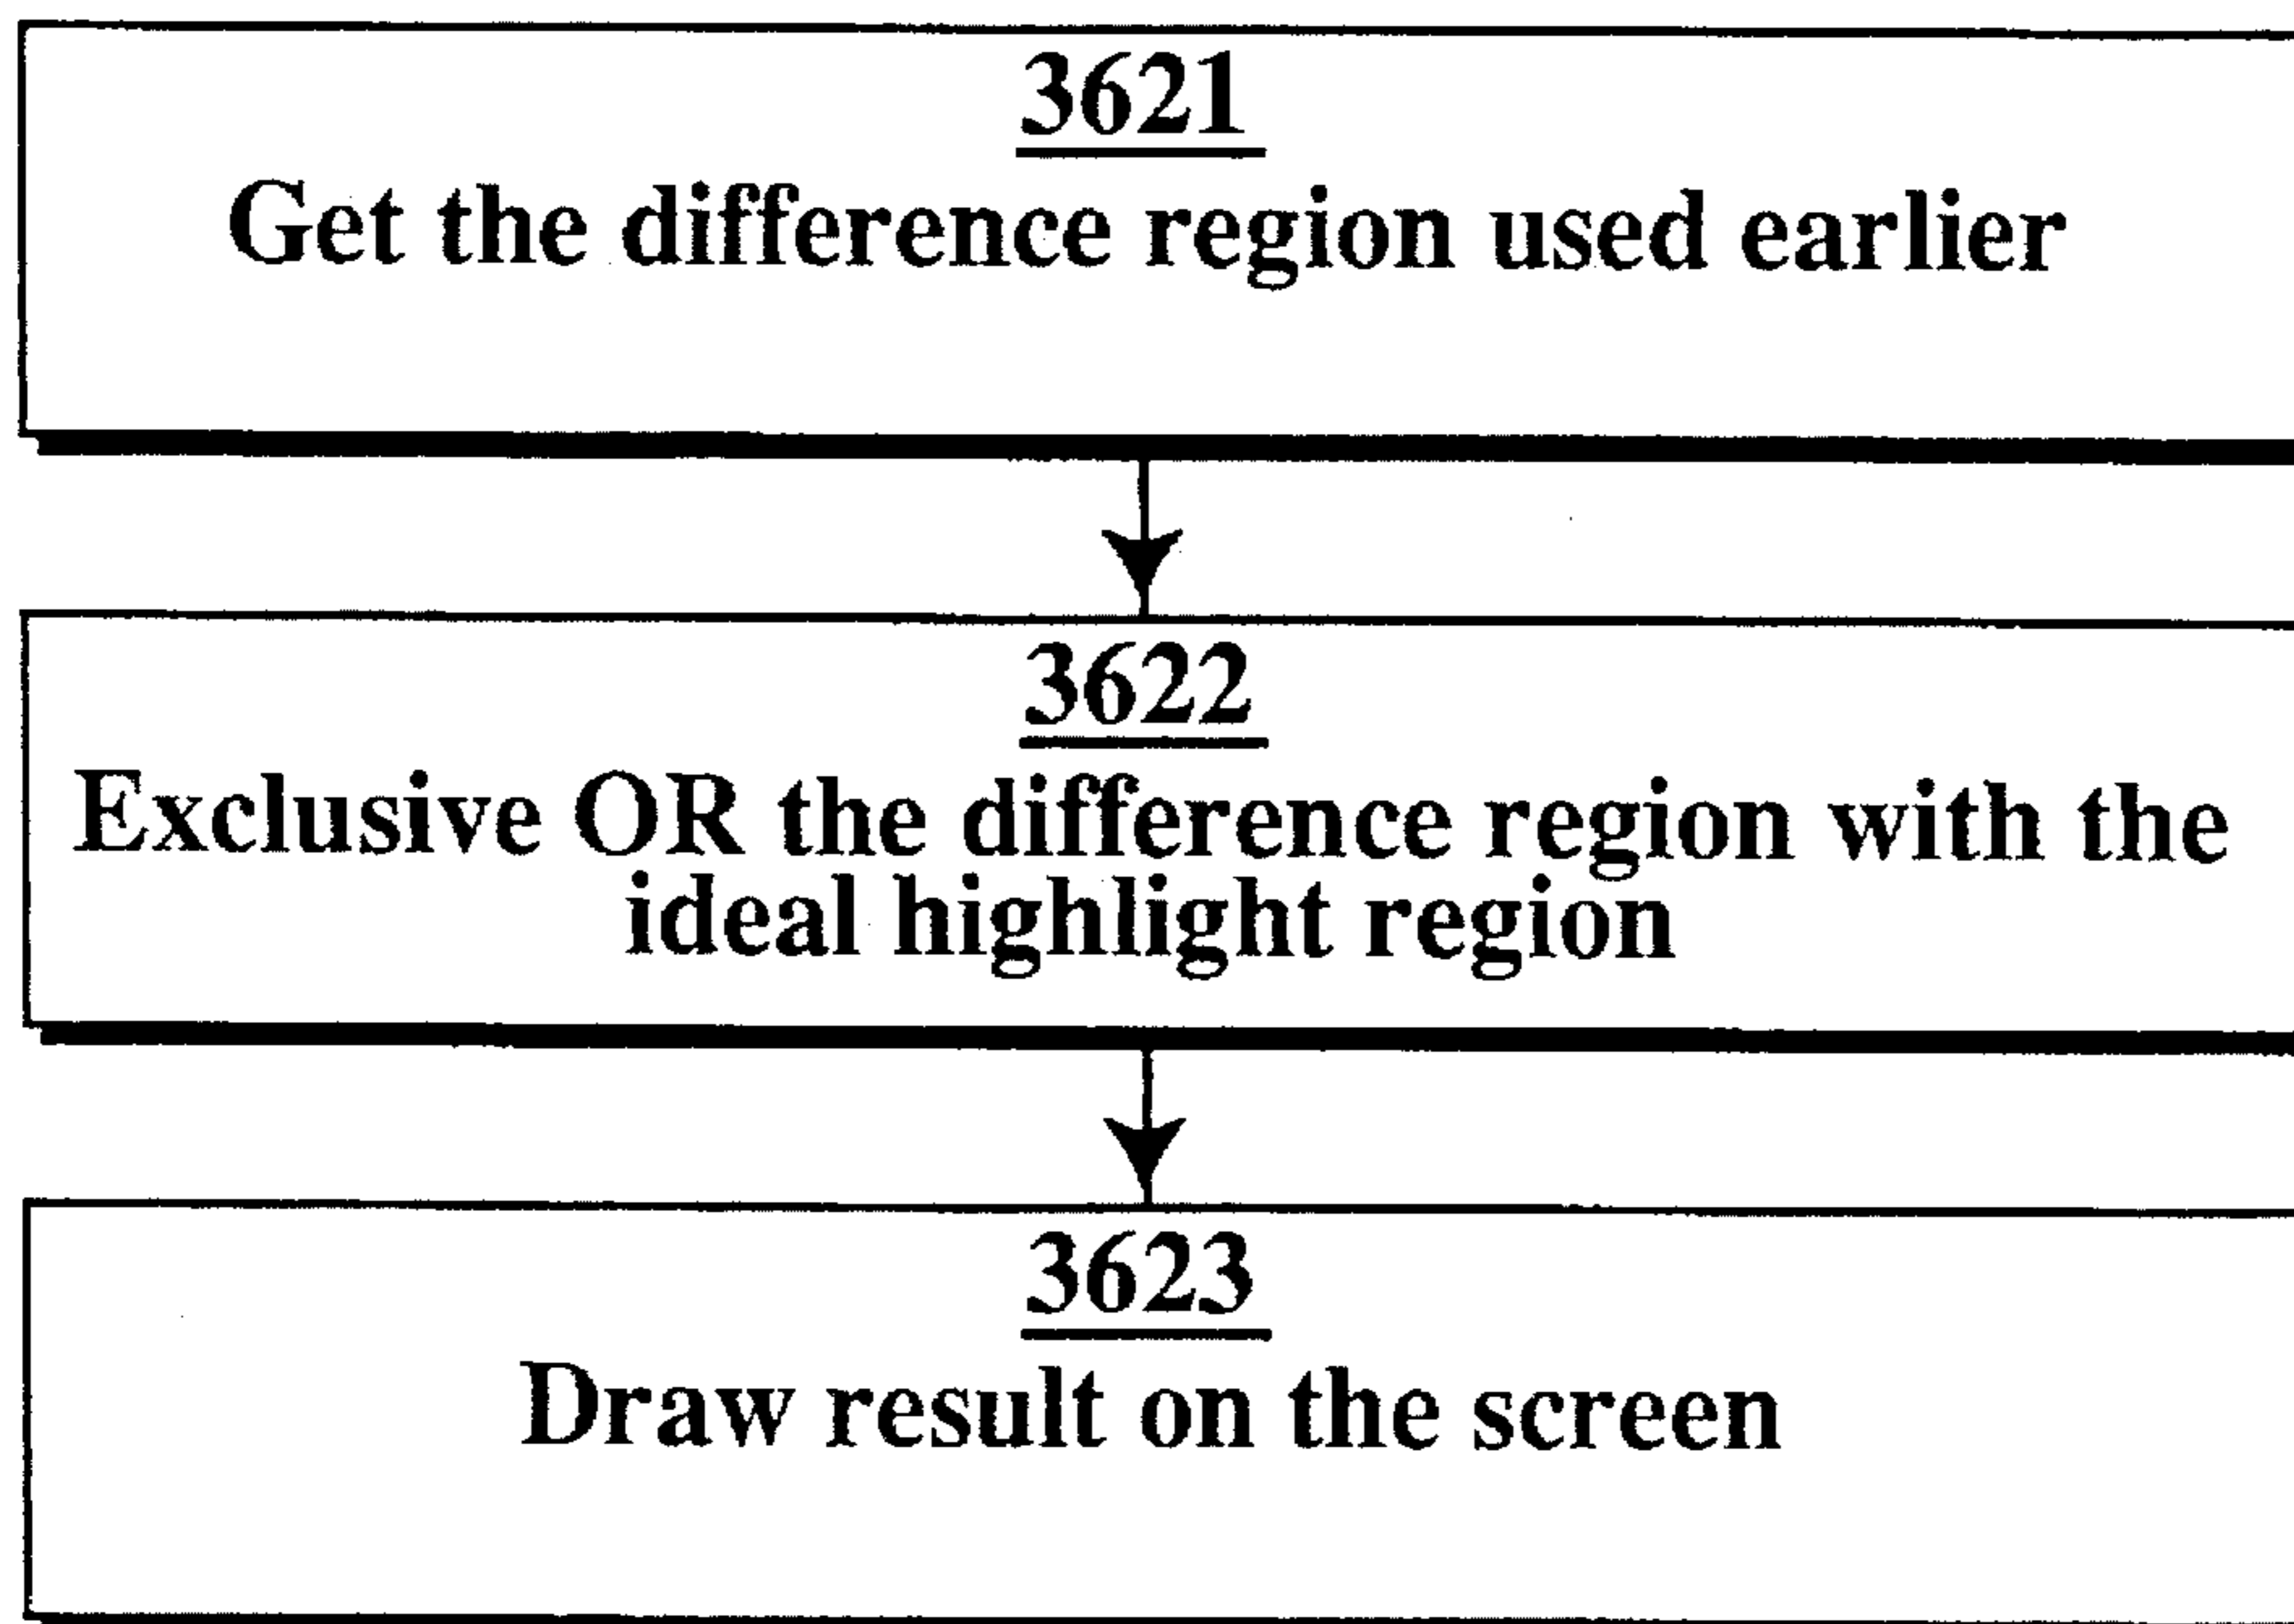 3621
Get the difference region used earlier
3622
Exclusive OR the difference region with the
ideal highlight region
3623
Draw result on the screen